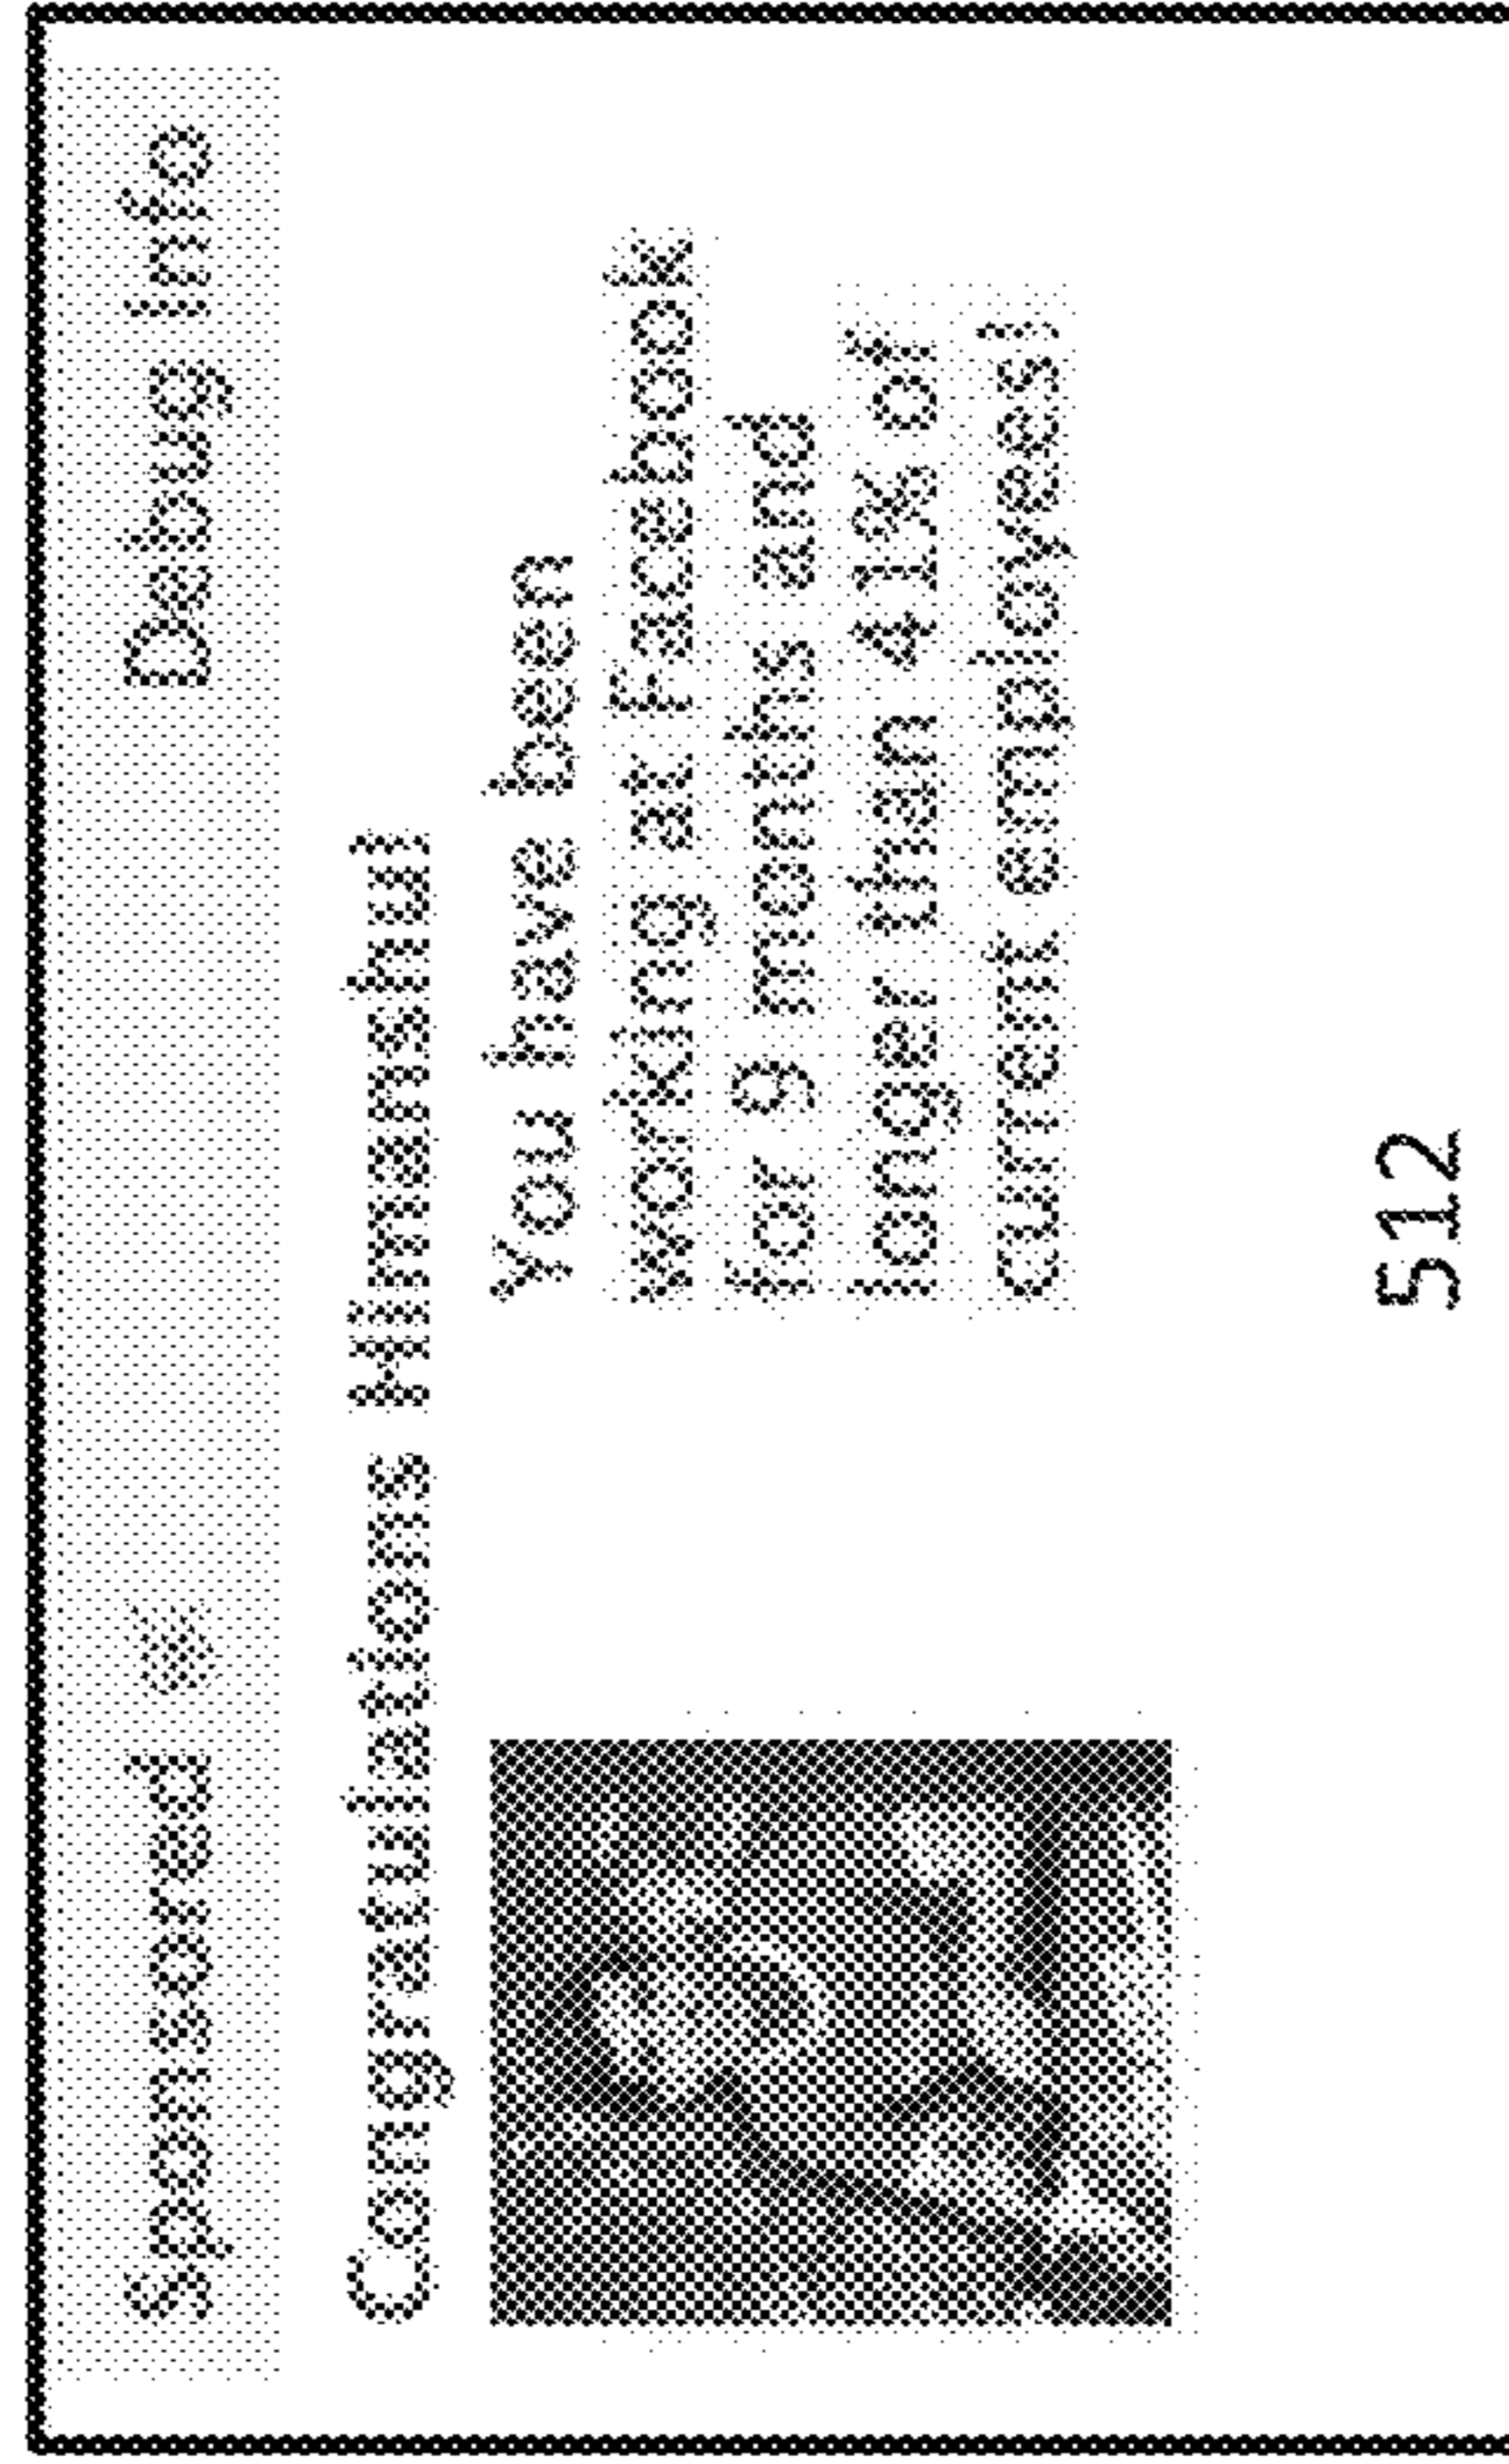 Sponsored Debug Info
Congratulations Himanshu!
You have been
working at Facebook
for 9 months and
longer than 41% of
current employees!
512